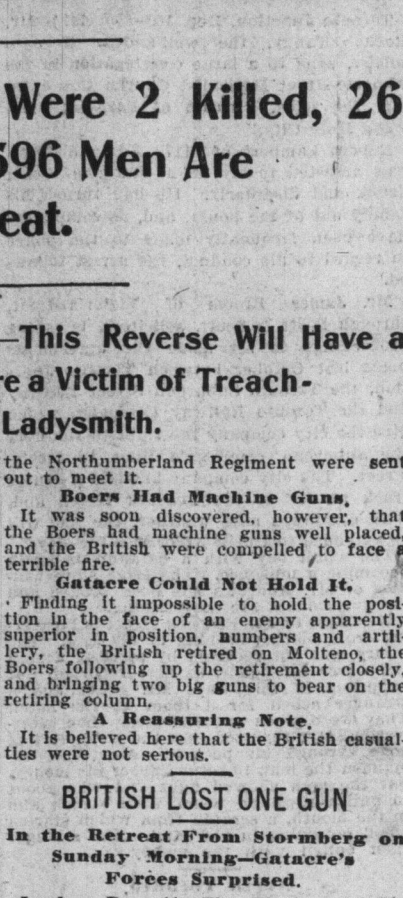 Were 2 Killed, 26
596 Men Are
eat.
—This Reverse Will Have a
re a Victim of Treach-
Ladysmith.
the Northumberland Regiment were sent
out to meet it.
Boers Had Machine Guns.
It was soon discovered, however, that
the Boers had machine guns well placed,
and the British were compelled to face a
terrible fire.
Gatacre Could Not Hold It.
Finding it impossible to hold the posi-
tion in the face of an enemy apparently
superior in position, numbers and artil-
lery, the British retired on Molteno, the
Boers following up the retirement closely,
and bringing two big guns to bear on the
retiring column.
A Reassuring Note.
It is believed here that the British casual-
ties were not serious.
BRITISH LOST ONE GUN
In the Retreat From Stormberg on
Sunday Morning—Gatacre's
Forces Surprised.